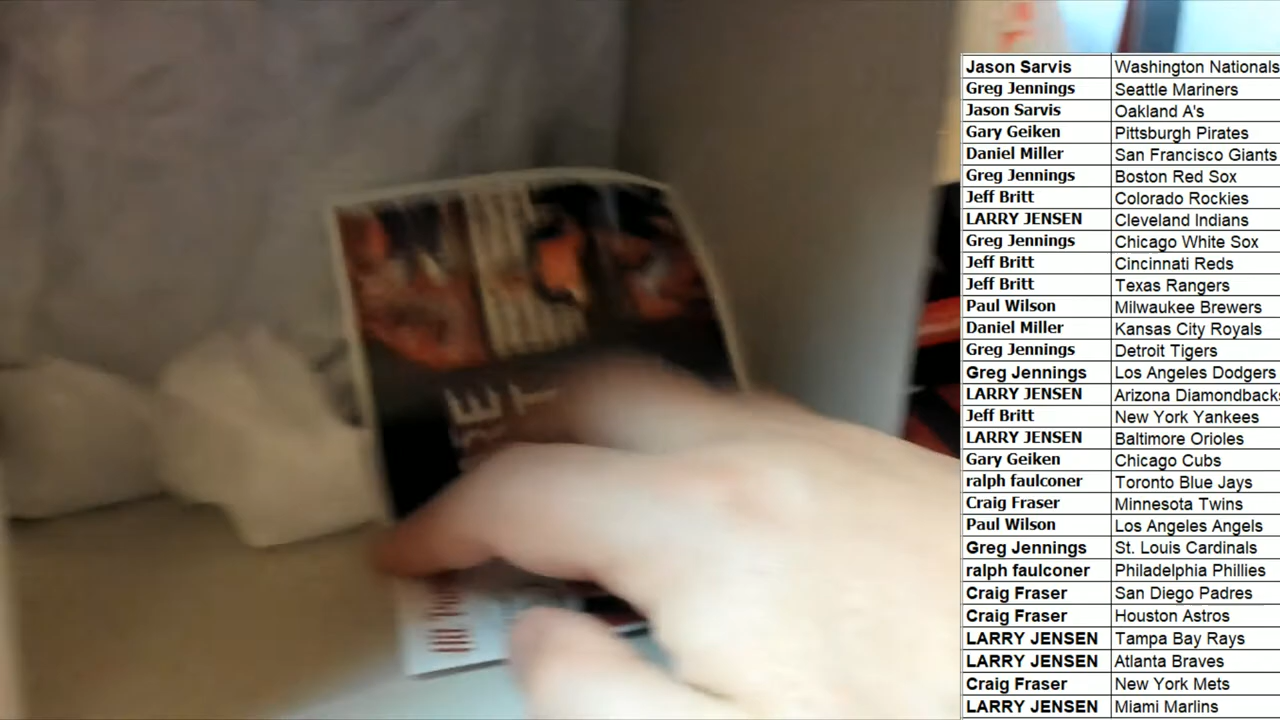 Jason Sarvis Washington Nationals
Greg Jennings Seattle Mariners
Jason Sarvis Oakland A's
Gary Geiken Pittsburgh Pirates
Daniel Miller San Francisco Giants
Greg Jennings Boston Red Sox
Jeff Britt Colorado Rockies
LARRY JENSEN Cleveland Indians
Greg Jennings Chicago White Sox
Jeff Britt Cincinnati Reds
Jeff Britt Texas Rangers
Paul Wilson Milwaukee Brewers
Daniel Miller Kansas City Royals
Greg Jennings Detroit Tigers
Greg Jennings Los Angeles Dodgers
LARRY JENSEN Arizona Diamondbacks
Jeff Britt New York Yankees
LARRY JENSEN Baltimore Orioles
Gary Geiken Chicago Cubs
ralph faulconer Toronto Blue Jays
Craig Fraser Minnesota Twins
Paul Wilson Los Angeles Angels
Greg Jennings St. Louis Cardinals
ralph faulconer Philadelphia Phillies
Craig Fraser San Diego Padres
Craig Fraser Houston Astros
LARRY JENSEN Tampa Bay Rays
LARRY JENSEN Atlanta Braves
Craig Fraser New York Mets
LARRY JENSEN Miami Marlins